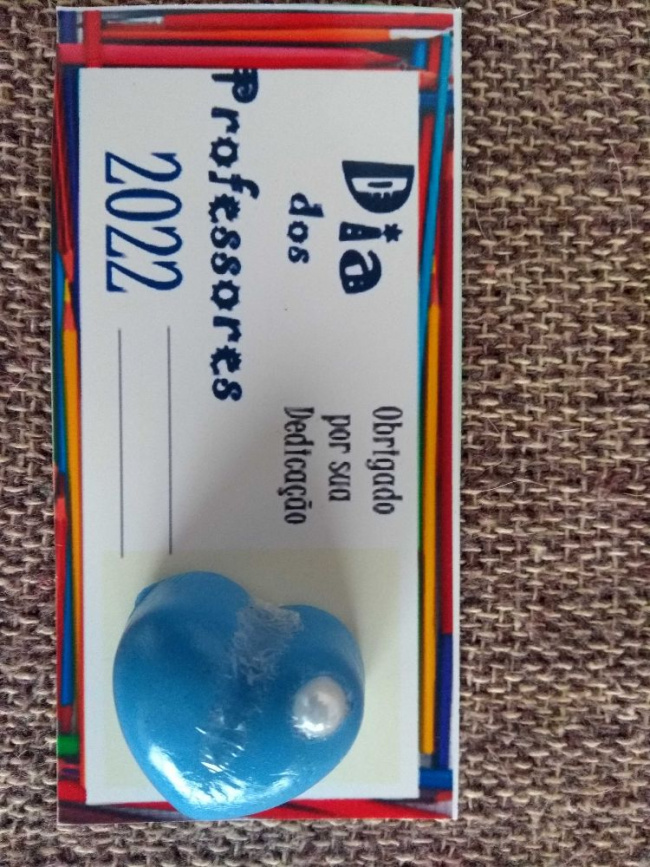 Dia
dos
Professores
2022
Obrigado
por sua
Dedicação